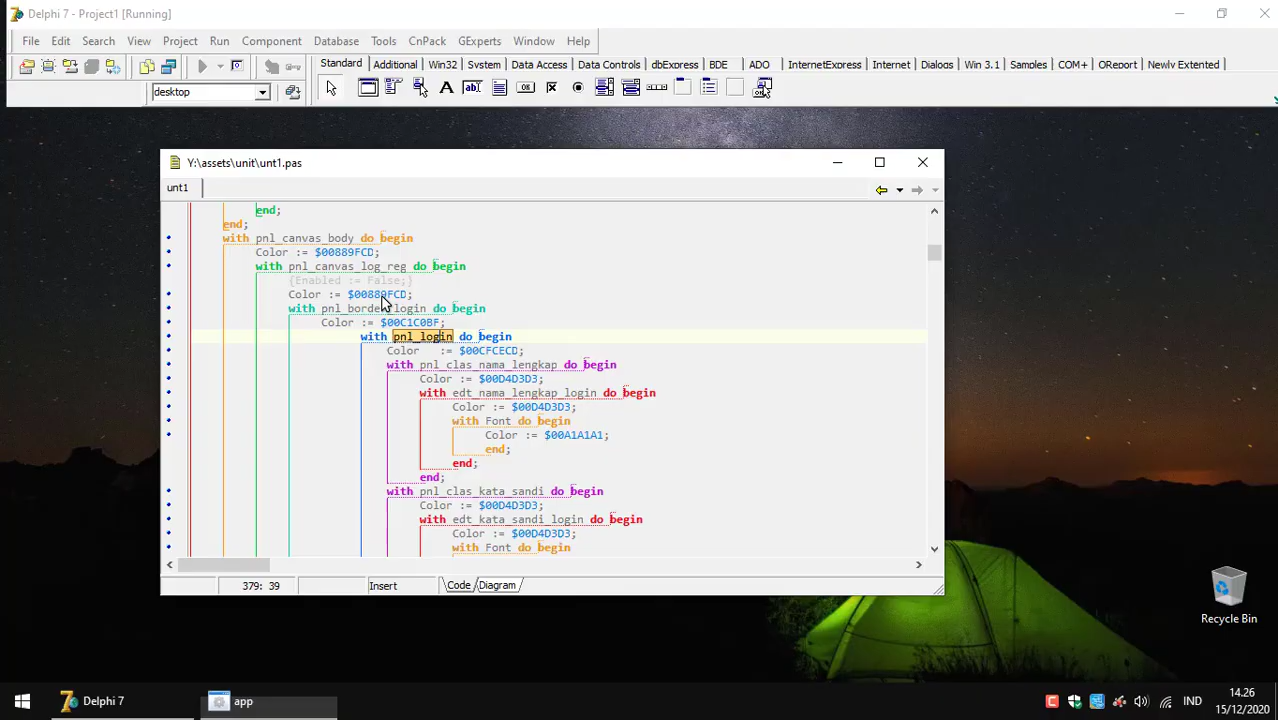 Delphi 7 - Project1 [Running]
File Edit Search View Project Run Component Database Tools CnPack GExperts Window Help
Standard Additional Win32 System Data Access Data Controls dbExpress BDE ADO InternetExpress Internet Dialogs Win 3.1 Samples COM+ QReport Newly Extented
desktop
Y:\assets\unit\unt1.pas
unt1
end;
end;
with pnl_canvas_body do begin
Color := $00889FCD;
with pnl_canvas_log_reg do begin
{Enabled := False;}
Color := $00889FCD;
with pnl_border_login do begin
Color := $00C1C0BF;
with pnl_login do begin
Color := $00CFCECD;
with pnl_clas_nama_lengkap do begin
Color := $00D4D3D3;
with edt_nama_lengkap_login do begin
Color := $00D4D3D3;
with Font do begin
Color := $00A1A1A1;
end;
end;
end;
with pnl_clas_kata_sandi do begin
Color := $00D4D3D3;
with edt_kata_sandi_login do begin
Color := $00D4D3D3;
with Font do begin
379: 39 Insert Code Diagram
Recycle Bin
Delphi 7 app IND 14.26
15/12/2020